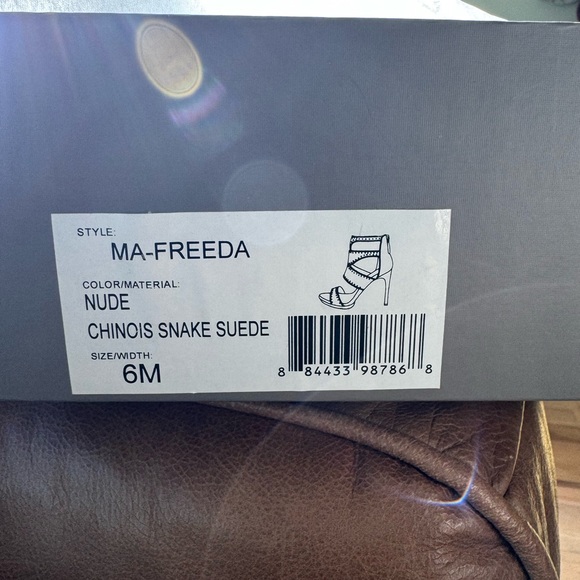 STYLE:
MA-FREEDA
COLOR/MATERIAL:
NUDE
CHINOIS SNAKE SUEDE
SIZE/WIDTH:
6M
8 84433 98786 8